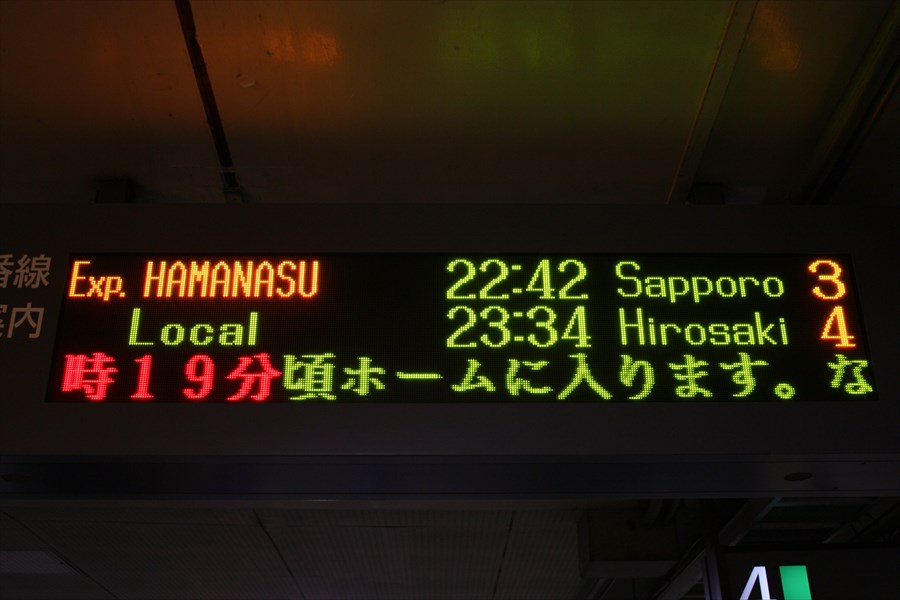 番線
案内
Exp. HAMANASU 22:42 Sapporo 3
Local 23:34 Hirosaki 4
時19分頃ホームに入ります。な
4